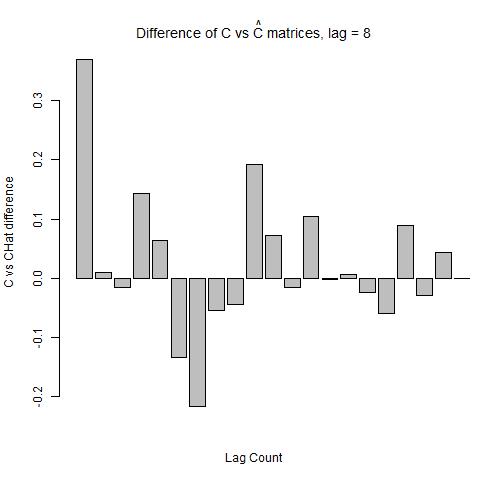 Difference of C vs Ĉ matrices, lag = 8
C vs CHat difference
0.3
0.2
0.1
0.0
-0.1
-0.2
Lag Count